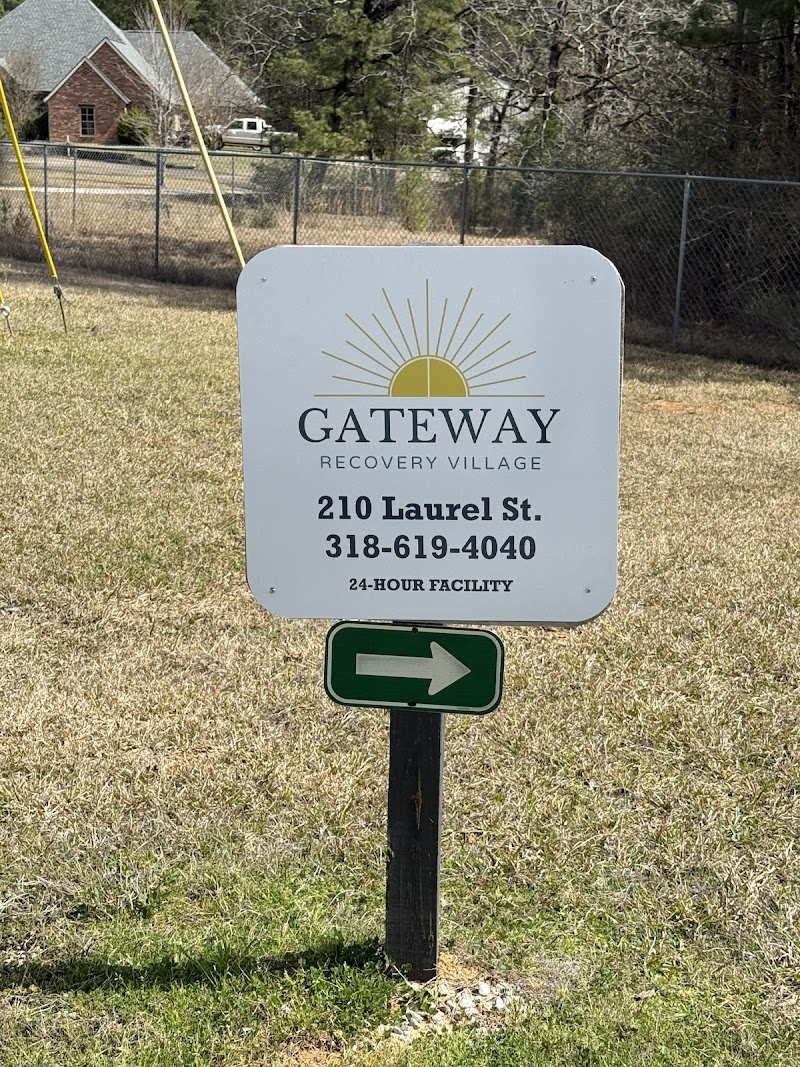 GATEWAY
RECOVERY VILLAGE
210 Laurel St.
318-619-4040
24-HOUR FACILITY